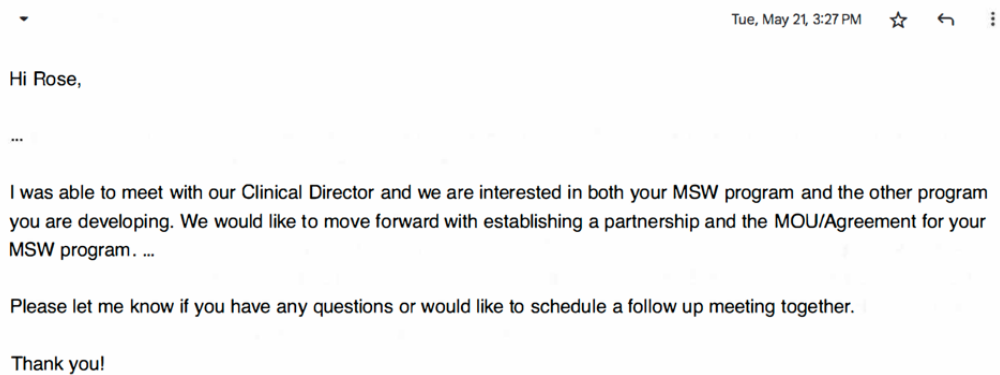 Tue, May 21, 3:27 PM
Hi Rose,
...
I was able to meet with our Clinical Director and we are interested in both your MSW program and the other program
you are developing. We would like to move forward with establishing a partnership and the MOU/Agreement for your
MSW program. ...
Please let me know if you have any questions or would like to schedule a follow up meeting together.
Thank you!